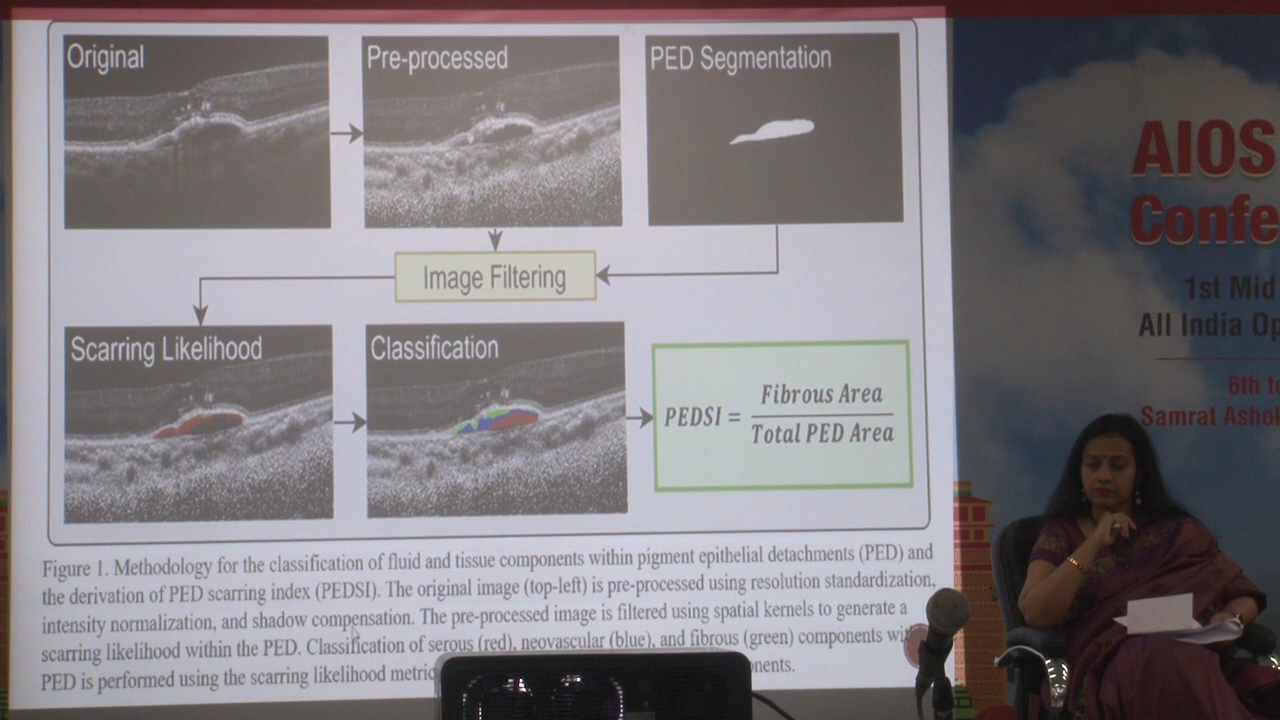 Original
Pre-processed
PED Segmentation
Image Filtering
Scarring Likelihood
Classification
PEDSI = Fibrous Area / Total PED Area
Figure 1. Methodology for the classification of fluid and tissue components within pigment epithelial detachments (PED) and
the derivation of PED scarring index (PEDSI). The original image (top-left) is pre-processed using resolution standardization,
intensity normalization, and shadow compensation. The pre-processed image is filtered using spatial kernels to generate a
scarring likelihood within the PED. Classification of serous (red), neovascular (blue), and fibrous (green) components
PED is performed using the scarring likelihood
AIOS
Confe
1st Mid
All India Op
6th
Samrat Ashok